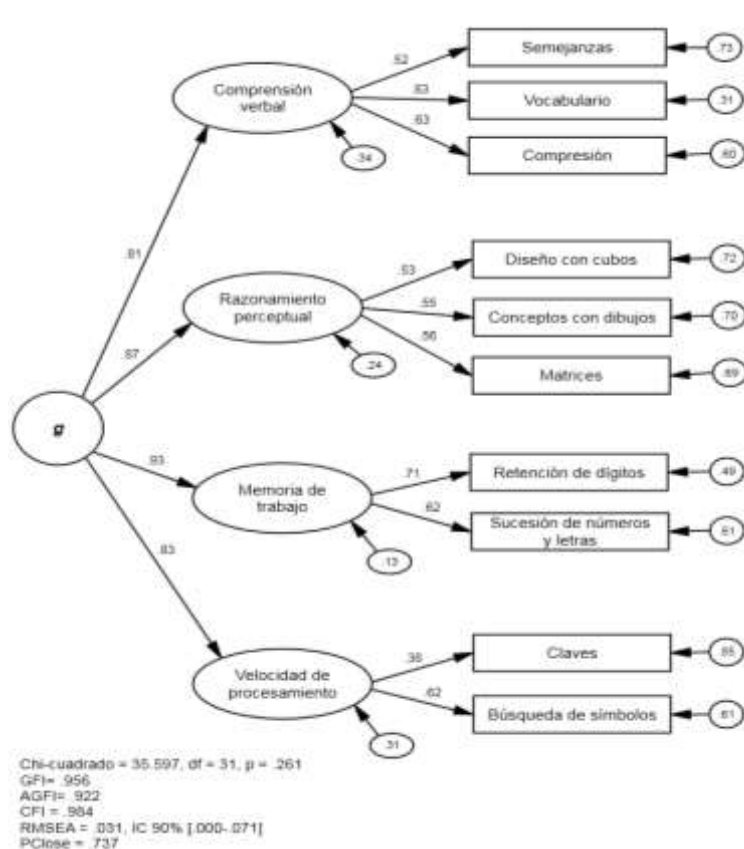 Semejanzas
.73
.52
Comprensión
verbal
.83
Vocabulario
.31
.63
Compresión
.60
.34
.81
Diseño con cubos
.72
.53
Razonamiento
perceptual
.55
Conceptos con dibujos
.70
.56
Matrices
.69
.24
.87
g
.93
Retención de dígitos
.49
.71
Memoria de
trabajo
.62
Sucesión de números
y letras
.61
.13
.83
Claves
.36
Velocidad de
procesamiento
.62
Búsqueda de símbolos
.61
.31
Chi-cuadrado = 35.597, df = 31, p = .261
GFI= .956
AGFI= .922
CFI = .984
RMSEA = .031, IC 90% [.000-.071]
PClose = .737